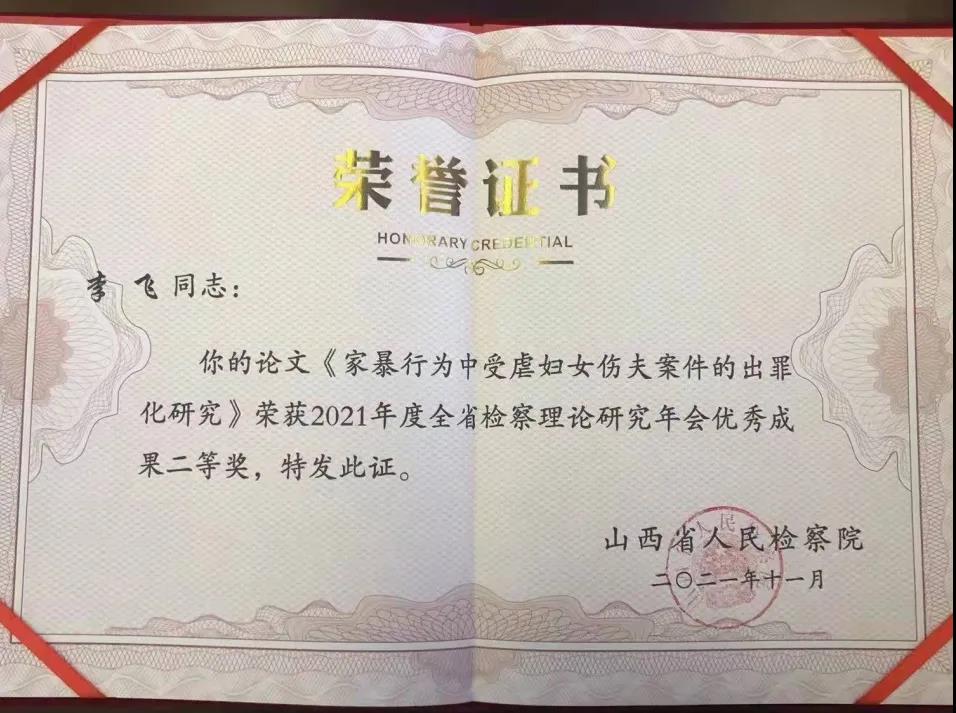 荣誉证书
HONORARY CREDENTIAL
李 飞 同志：
你的论文《家暴行为中受虐妇女伤夫案件的出罪
化研究》荣获2021年度全省检察理论研究年会优秀成
果二等奖，特发此证。
山西省人民检察院
二〇二一年十一月